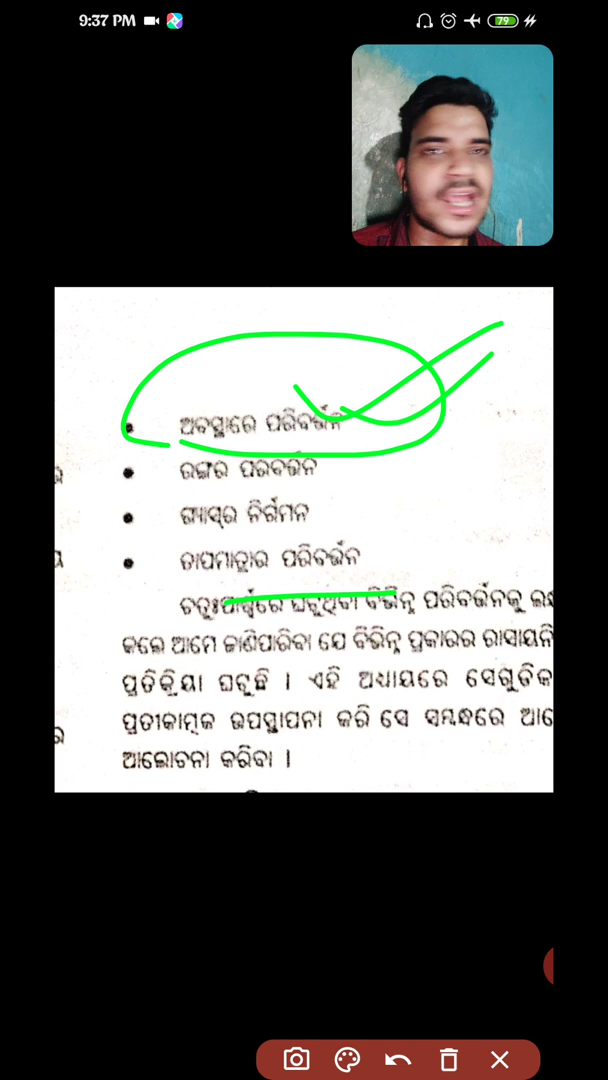 9:37 PM
79
ଅବସ୍ଥାରେ ପରିବର୍ତ୍ତନ
ରଙ୍ଗର ପରିବର୍ତ୍ତନ
ଗ୍ୟାସ୍‌ର ନିର୍ଗମନ
ତାପମାତ୍ରାର ପରିବର୍ତ୍ତନ
ଚତୁଃପାର୍ଶ୍ୱରେ ଘଟୁଥିବା ବିଭିନ୍ନ ପରିବର୍ତ୍ତନକୁ
କଲେ ଆମେ ଜାଣିପାରିବା ଯେ ବିଭିନ୍ନ ପ୍ରକାରର ରାସାୟନି
ପ୍ରତିକ୍ରିୟା ଘଟୁଛି । ଏହି ଅଧ୍ୟାୟରେ ସେଗୁଡିକ
ପ୍ରତୀକାତ୍ମକ ଉପସ୍ଥାପନା କରି ସେ ସମ୍ବନ୍ଧରେ ଆ
ଆଲୋଚନା କରିବା ।